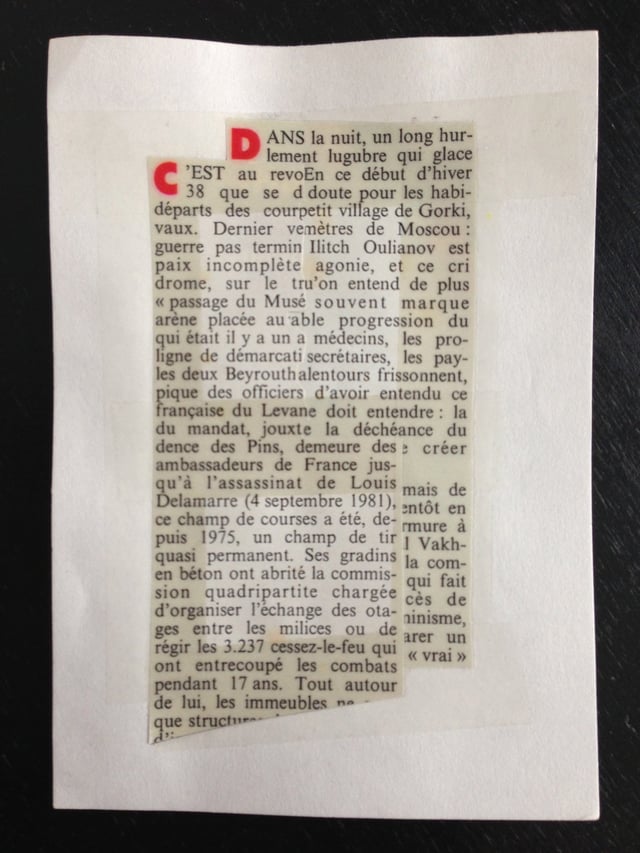 DANS la nuit, un long hur-
lement lugubre qui glace
C'EST au revoEn ce début d'hiver
38 que se d doute pour les habi-
départs des courpetit village de Gorki,
vaux. Dernier vemètres de Moscou :
guerre pas termin Ilitch Oulianov est
paix incomplète agonie, et ce cri
drome, sur le tru'on entend de plus
« passage du Musé souvent marque
arène placée au able progression du
qui était il y a un a médecins, les pro-
ligne de démarcati secrétaires, les pay-
les deux Beyrouthalentours frissonnent,
pique des officiers d'avoir entendu ce
française du Levane doit entendre : la
du mandat, jouxte la déchéance du
dence des Pins, demeure des e créer
ambassadeurs de France jus-
qu'à l'assassinat de Louis mais de
Delamarre (4 septembre 1981), entôt en
ce champ de courses a été, de- rmure à
puis 1975, un champ de tir l Vakh-
quasi permanent. Ses gradins la com-
en béton ont abrité la commis- qui fait
sion quadripartite chargée cès de
d'organiser l'échange des ota- ninisme,
ges entre les milices ou de arer un
régir les 3.237 cessez-le-feu qui « vrai »
ont entrecoupé les combats
pendant 17 ans. Tout autour
de lui, les immeubles ne
que structure